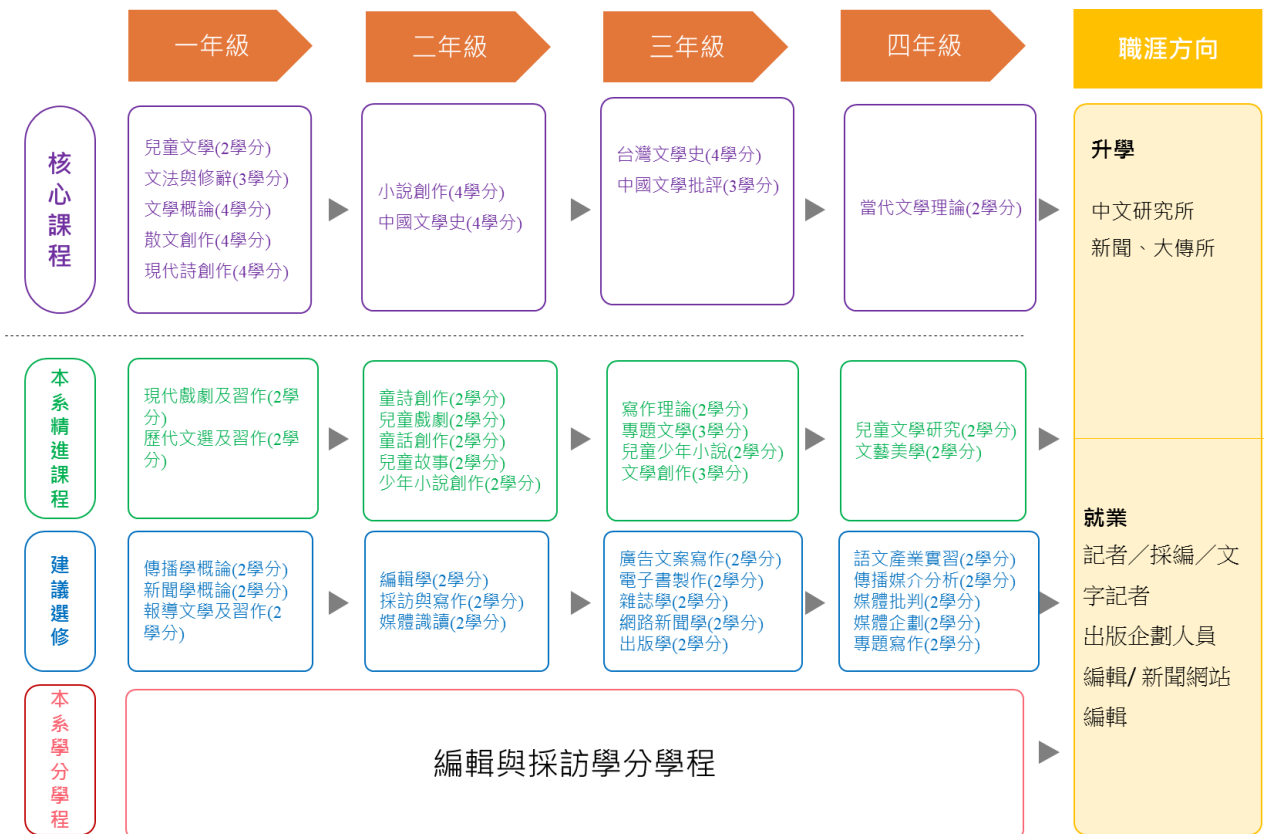 一年級
二年級
三年級
四年級
職涯方向
核心課程
兒童文學(2學分)
文法與修辭(3學分)
文學概論(4學分)
散文創作(4學分)
現代詩創作(4學分)
小說創作(4學分)
中國文學史(4學分)
台灣文學史(4學分)
中國文學批評(3學分)
當代文學理論(2學分)
升學
中文研究所
新聞、大傳所
本系精進課程
現代戲劇及習作(2學
分)
歷代文選及習作(2學
分)
童詩創作(2學分)
兒童戲劇(2學分)
童話創作(2學分)
兒童故事(2學分)
少年小說創作(2學分)
寫作理論(2學分)
專題文學(3學分)
兒童少年小說(2學分)
文學創作(3學分)
兒童文學研究(2學分)
文藝美學(2學分)
建議選修
傳播學概論(2學分)
新聞學概論(2學分)
報導文學及習作(2
學分)
編輯學(2學分)
採訪與寫作(2學分)
媒體識讀(2學分)
廣告文案寫作(2學分)
電子書製作(2學分)
雜誌學(2學分)
網路新聞學(2學分)
出版學(2學分)
語文產業實習(2學分)
傳播媒介分析(2學分)
媒體批判(2學分)
媒體企劃(2學分)
專題寫作(2學分)
就業
記者／採編／文
字記者
出版企劃人員
編輯/ 新聞網站
編輯
本系學分學程
編輯與採訪學分學程